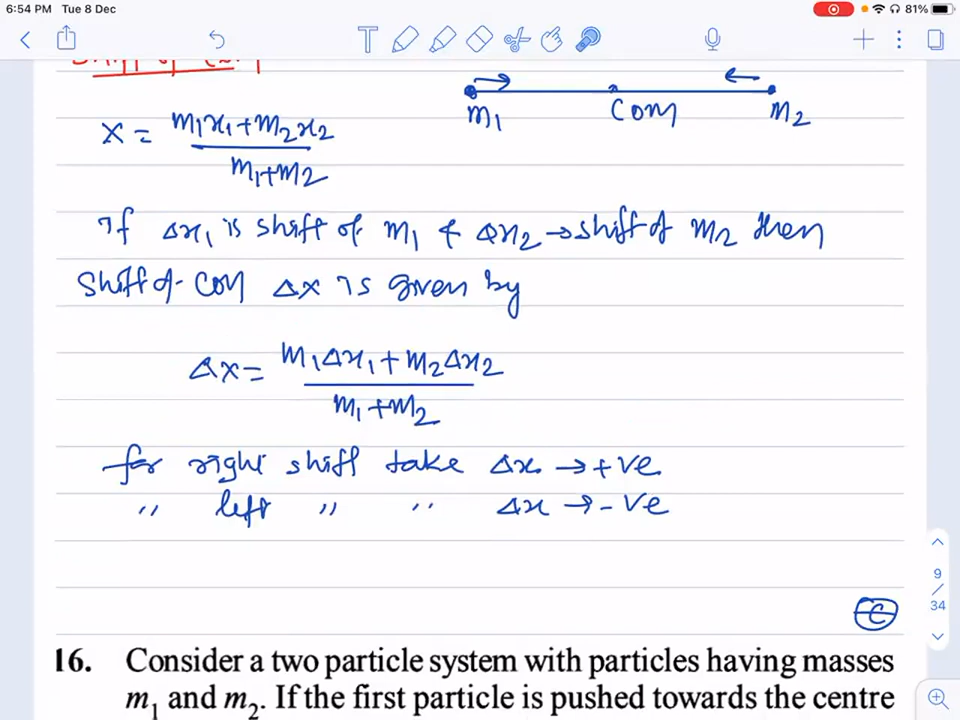 6:54 PM Tue 8 Dec
81%
T
Shift of COM
m1 COM m2
X = m1x1+m2x2
m1+m2
If Δx1 is shift of m1 & Δx2 → shift of m2 then
Shift of COM ΔX is given by
ΔX = m1Δx1 + m2Δx2
m1+m2
for right shift take Δx → +ve
,, left ,, ,, Δx → -ve
9
/
34
C
16. Consider a two particle system with particles having masses
m1 and m2. If the first particle is pushed towards the centre